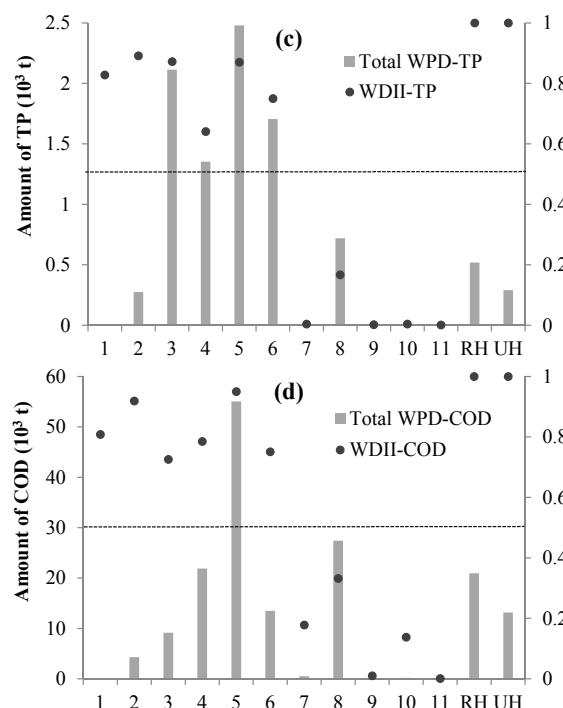 (c)
Total WPD-TP
WDII-TP
Amount of TP (10³ t)
2.5
2
1.5
1
0.5
0
1
0.8
0.6
0.4
0.2
0
1 2 3 4 5 6 7 8 9 10 11 RH UH
(d)
Total WPD-COD
WDII-COD
Amount of COD (10³ t)
60
50
40
30
20
10
0
1
0.8
0.6
0.4
0.2
0
1 2 3 4 5 6 7 8 9 10 11 RH UH